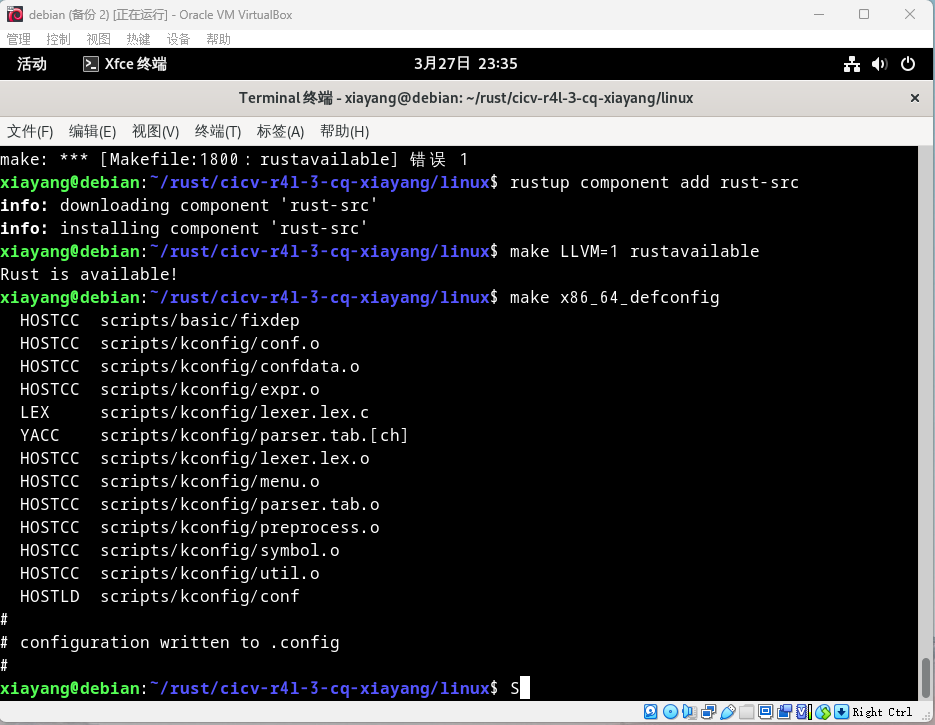 debian (备份 2) [正在运行] - Oracle VM VirtualBox
管理 控制 视图 热键 设备 帮助
活动 Xfce 终端 3月27日 23:35
Terminal 终端 - xiayang@debian: ~/rust/cicv-r4l-3-cq-xiayang/linux
文件(F) 编辑(E) 视图(V) 终端(T) 标签(A) 帮助(H)
make: *** [Makefile:1800：rustavailable] 错误 1
xiayang@debian:~/rust/cicv-r4l-3-cq-xiayang/linux$ rustup component add rust-src
info: downloading component 'rust-src'
info: installing component 'rust-src'
xiayang@debian:~/rust/cicv-r4l-3-cq-xiayang/linux$ make LLVM=1 rustavailable
Rust is available!
xiayang@debian:~/rust/cicv-r4l-3-cq-xiayang/linux$ make x86_64_defconfig
  HOSTCC  scripts/basic/fixdep
  HOSTCC  scripts/kconfig/conf.o
  HOSTCC  scripts/kconfig/confdata.o
  HOSTCC  scripts/kconfig/expr.o
  LEX     scripts/kconfig/lexer.lex.c
  YACC    scripts/kconfig/parser.tab.[ch]
  HOSTCC  scripts/kconfig/lexer.lex.o
  HOSTCC  scripts/kconfig/menu.o
  HOSTCC  scripts/kconfig/parser.tab.o
  HOSTCC  scripts/kconfig/preprocess.o
  HOSTCC  scripts/kconfig/symbol.o
  HOSTCC  scripts/kconfig/util.o
  HOSTLD  scripts/kconfig/conf
#
# configuration written to .config
#
xiayang@debian:~/rust/cicv-r4l-3-cq-xiayang/linux$ S
Right Ctrl